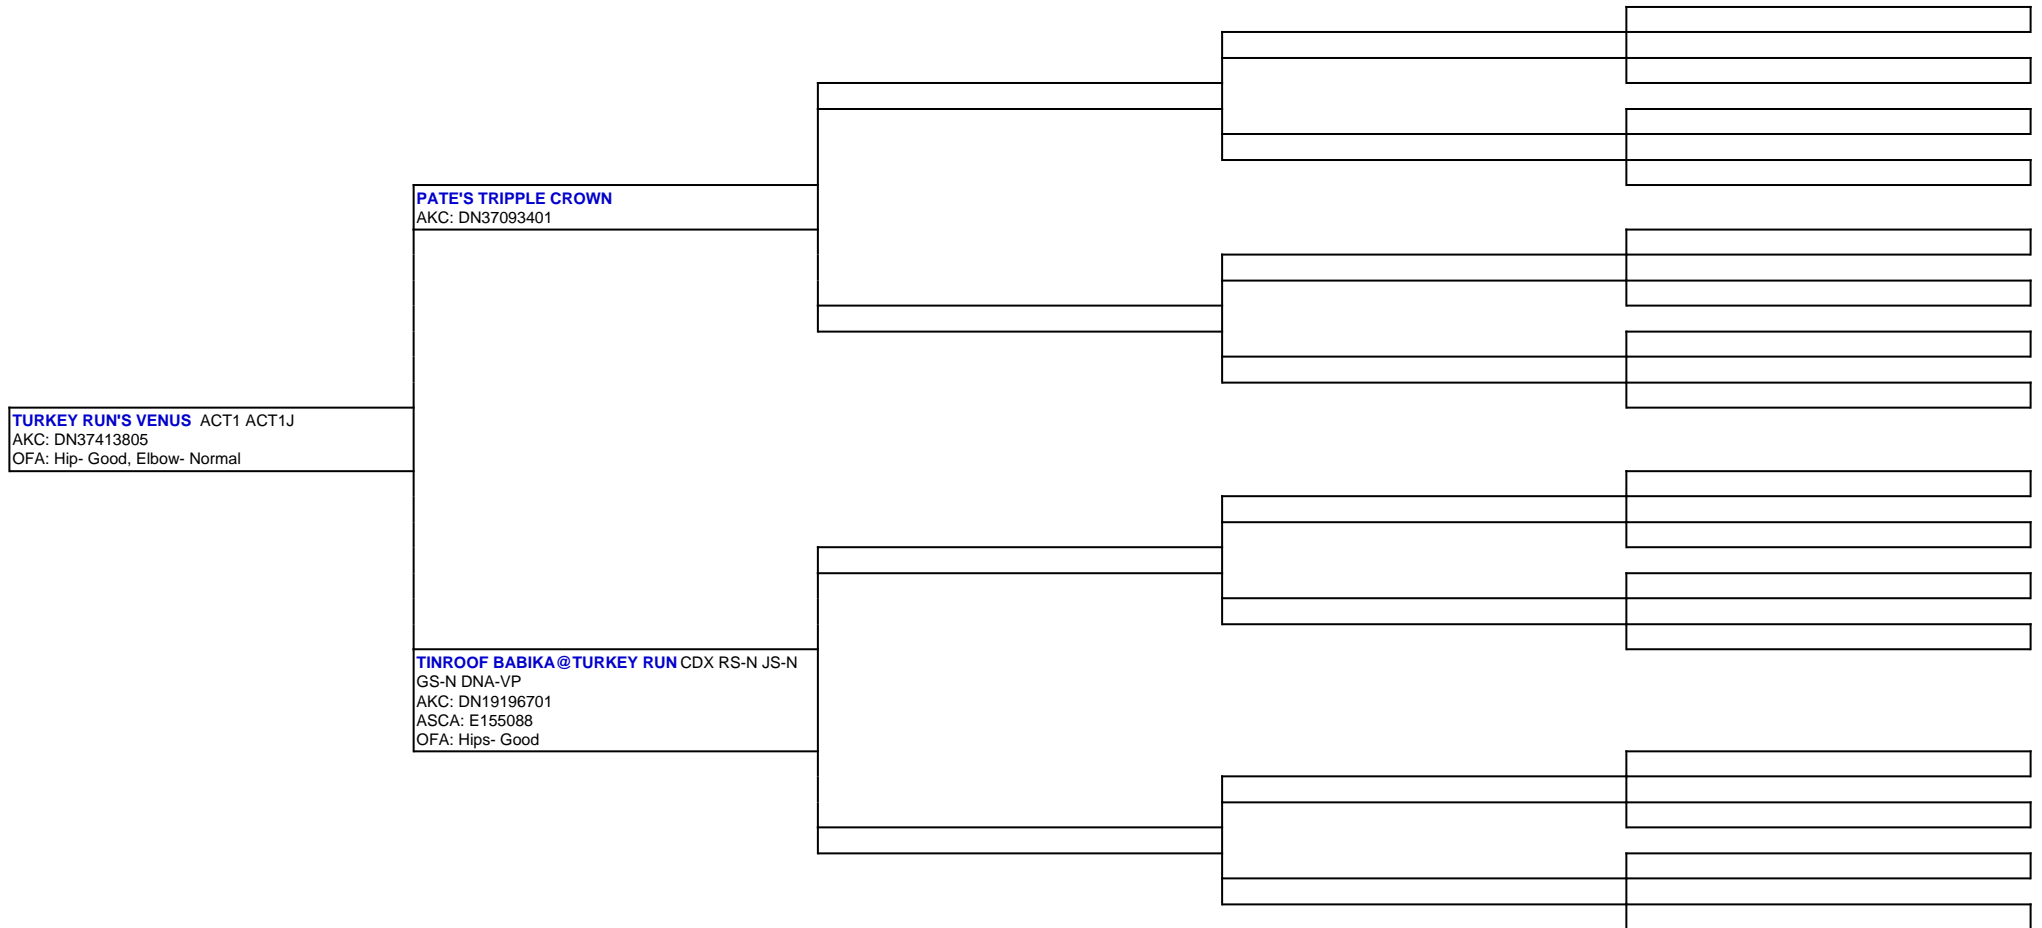 PATE'S TRIPPLE CROWN
AKC: DN37093401
TURKEY RUN'S VENUS ACT1 ACT1J
AKC: DN37413805
OFA: Hip- Good, Elbow- Normal
TINROOF BABIKA@TURKEY RUN CDX RS-N JS-N
GS-N DNA-VP
AKC: DN19196701
ASCA: E155088
OFA: Hips- Good